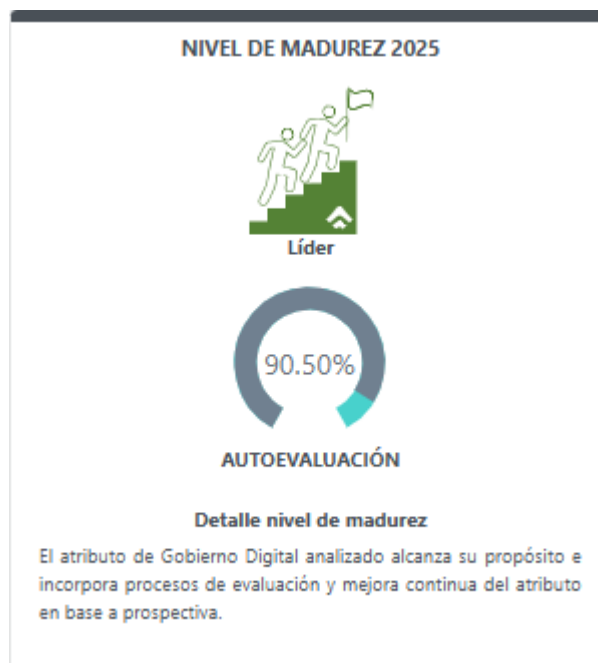 NIVEL DE MADUREZ 2025
Líder
90.50%
AUTOEVALUACIÓN
Detalle nivel de madurez
El atributo de Gobierno Digital analizado alcanza su propósito e
incorpora procesos de evaluación y mejora continua del atributo
en base a prospectiva.